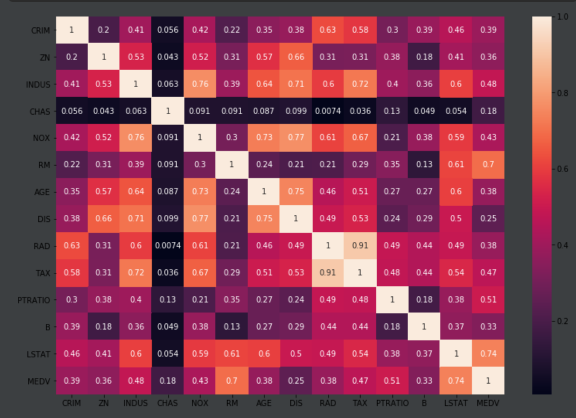 CRIM 1 0.2 0.41 0.056 0.42 0.22 0.35 0.38 0.63 0.58 0.3 0.39 0.46 0.39
ZN 0.2 1 0.53 0.043 0.52 0.31 0.57 0.66 0.31 0.31 0.38 0.18 0.41 0.36
INDUS 0.41 0.53 1 0.063 0.76 0.39 0.64 0.71 0.6 0.72 0.4 0.36 0.6 0.48
CHAS 0.056 0.043 0.063 1 0.091 0.091 0.087 0.099 0.0074 0.036 0.13 0.049 0.054 0.18
NOX 0.42 0.52 0.76 0.091 1 0.3 0.73 0.77 0.61 0.67 0.21 0.38 0.59 0.43
RM 0.22 0.31 0.39 0.091 0.3 1 0.24 0.21 0.21 0.29 0.35 0.13 0.61 0.7
AGE 0.35 0.57 0.64 0.087 0.73 0.24 1 0.75 0.46 0.51 0.27 0.27 0.6 0.38
DIS 0.38 0.66 0.71 0.099 0.77 0.21 0.75 1 0.49 0.53 0.24 0.29 0.5 0.25
RAD 0.63 0.31 0.6 0.0074 0.61 0.21 0.46 0.49 1 0.91 0.49 0.44 0.49 0.38
TAX 0.58 0.31 0.72 0.036 0.67 0.29 0.51 0.53 0.91 1 0.48 0.44 0.54 0.47
PTRATIO 0.3 0.38 0.4 0.13 0.21 0.35 0.27 0.24 0.49 0.48 1 0.18 0.38 0.51
B 0.39 0.18 0.36 0.049 0.38 0.13 0.27 0.29 0.44 0.44 0.18 1 0.37 0.33
LSTAT 0.46 0.41 0.6 0.054 0.59 0.61 0.6 0.5 0.49 0.54 0.38 0.37 1 0.74
MEDV 0.39 0.36 0.48 0.18 0.43 0.7 0.38 0.25 0.38 0.47 0.51 0.33 0.74 1
CRIM ZN INDUS CHAS NOX RM AGE DIS RAD TAX PTRATIO B LSTAT MEDV
1.0
0.8
0.6
0.4
0.2